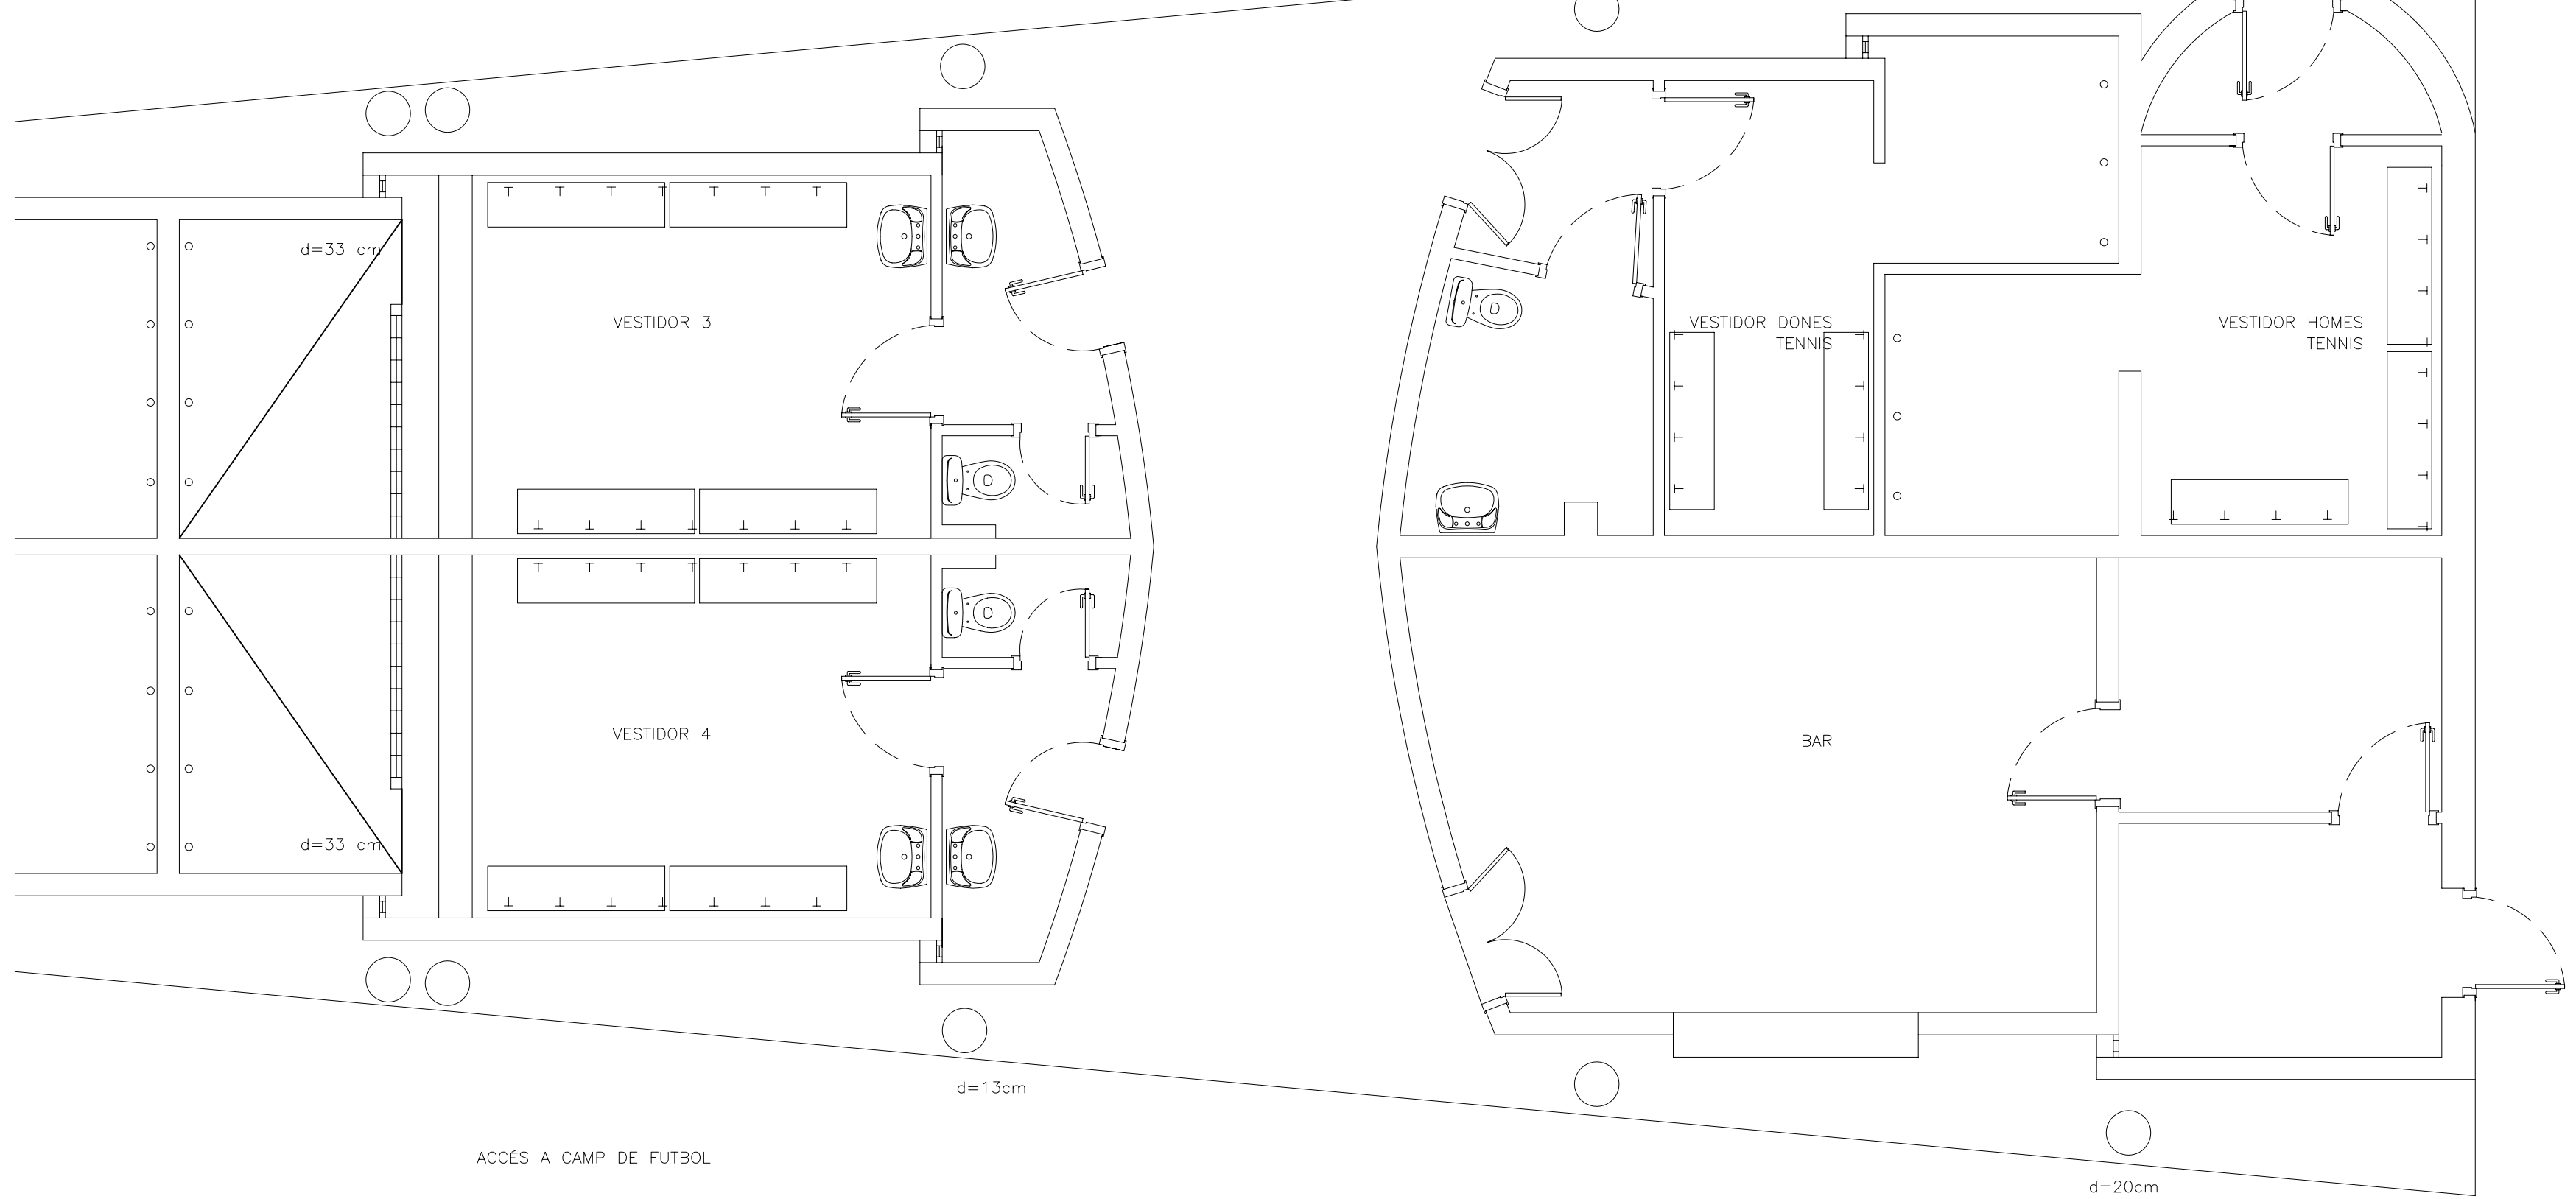 d=33 cm
VESTIDOR 3
VESTIDOR DONES
TENNIS
VESTIDOR HOMES
TENNIS
VESTIDOR 4
BAR
d=33 cm
d=13cm
ACCÉS A CAMP DE FUTBOL
d=20cm